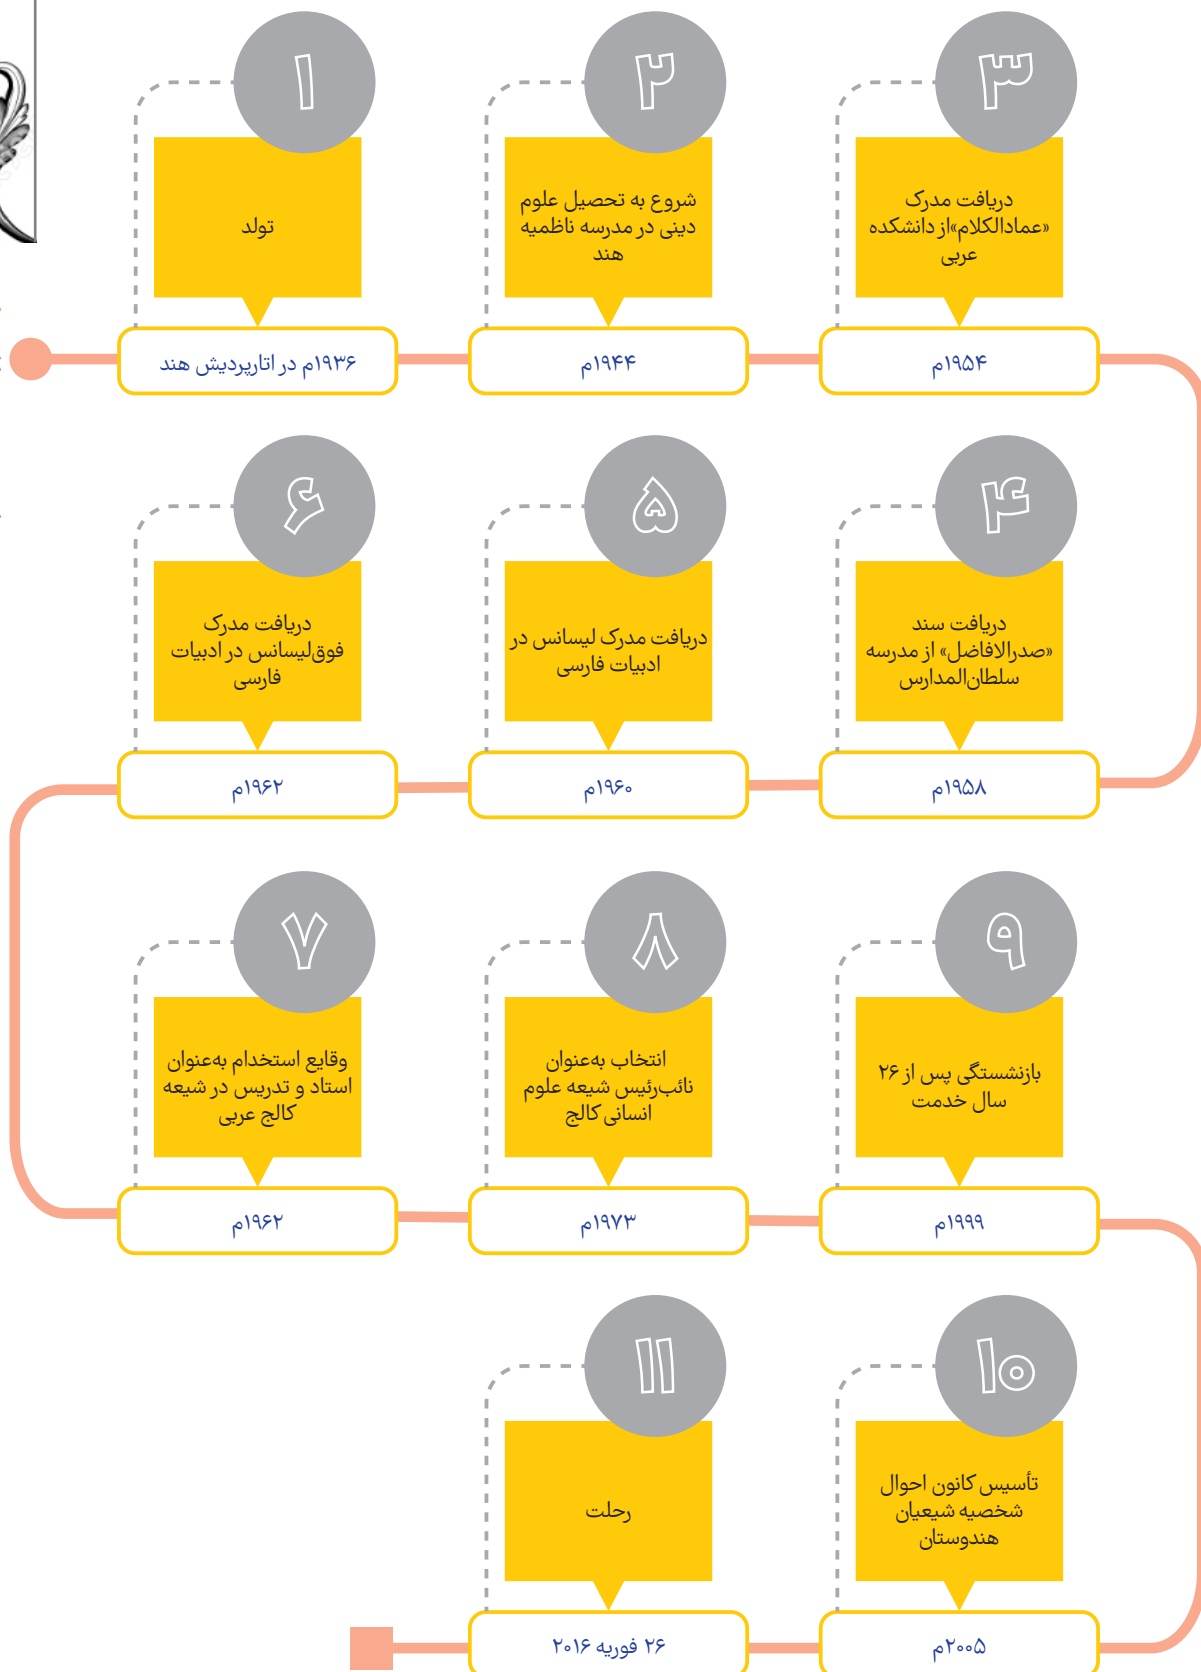 ۱
تولد
۱۹۳۶م در اتارپردیش هند
۲
شروع به تحصیل علوم
دینی در مدرسه ناظمیه
هند
۱۹۴۴م
۳
دریافت مدرک
«عمادالکلام»از دانشکده
عربی
۱۹۵۴م
۴
دریافت سند
«صدرالافاضل» از مدرسه
سلطان‌المدارس
۱۹۵۸م
۵
دریافت مدرک لیسانس در
ادبیات فارسی
۱۹۶۰م
۶
دریافت مدرک
فوق‌لیسانس در ادبیات
فارسی
۱۹۶۲م
۷
وقایع استخدام به‌عنوان
استاد و تدریس در شیعه
کالج عربی
۱۹۶۲م
۸
انتخاب به‌عنوان
نائب‌رئیس شیعه علوم
انسانی کالج
۱۹۷۳م
۹
بازنشستگی پس از ۲۶
سال خدمت
۱۹۹۹م
۱۰
تأسیس کانون احوال
شخصیه شیعیان
هندوستان
۲۰۰۵م
۱۱
رحلت
۲۶ فوریه ۲۰۱۶